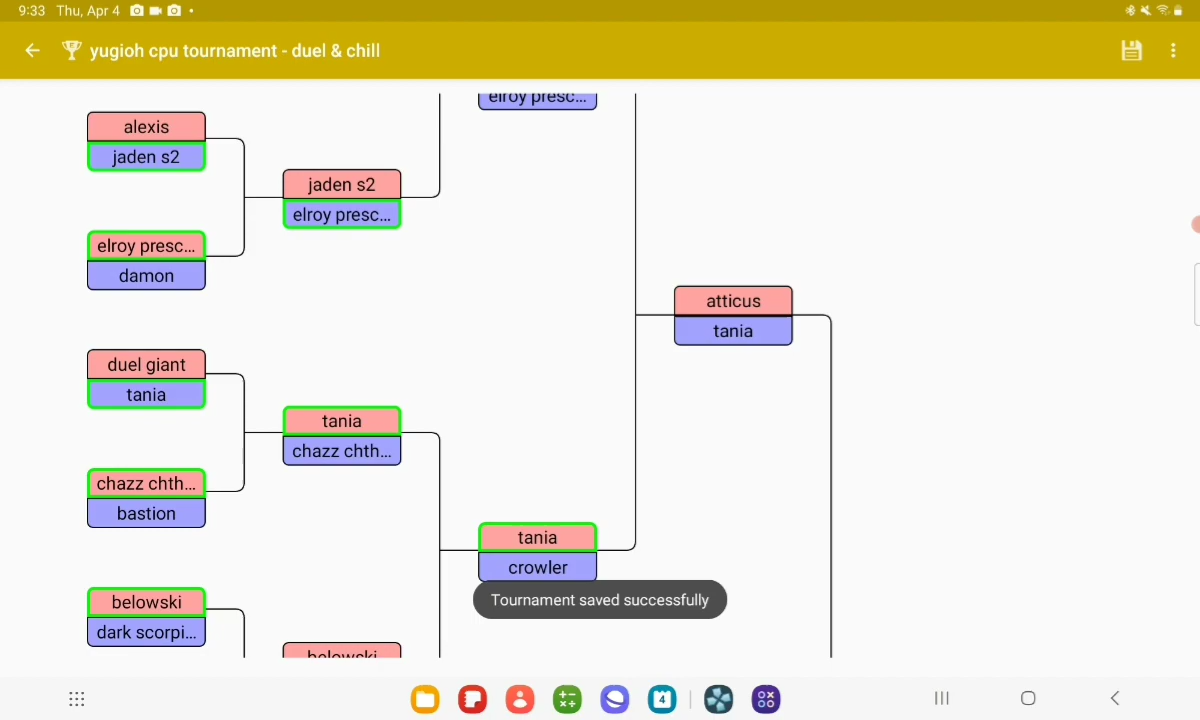 9:33 Thu, Apr 4
yugioh cpu tournament - duel & chill
elroy presc...
alexis
jaden s2
jaden s2
elroy presc...
elroy presc...
damon
atticus
tania
duel giant
tania
tania
chazz chth...
chazz chth...
bastion
tania
crowler
Tournament saved successfully
belowski
dark scorpi...
belowski
4